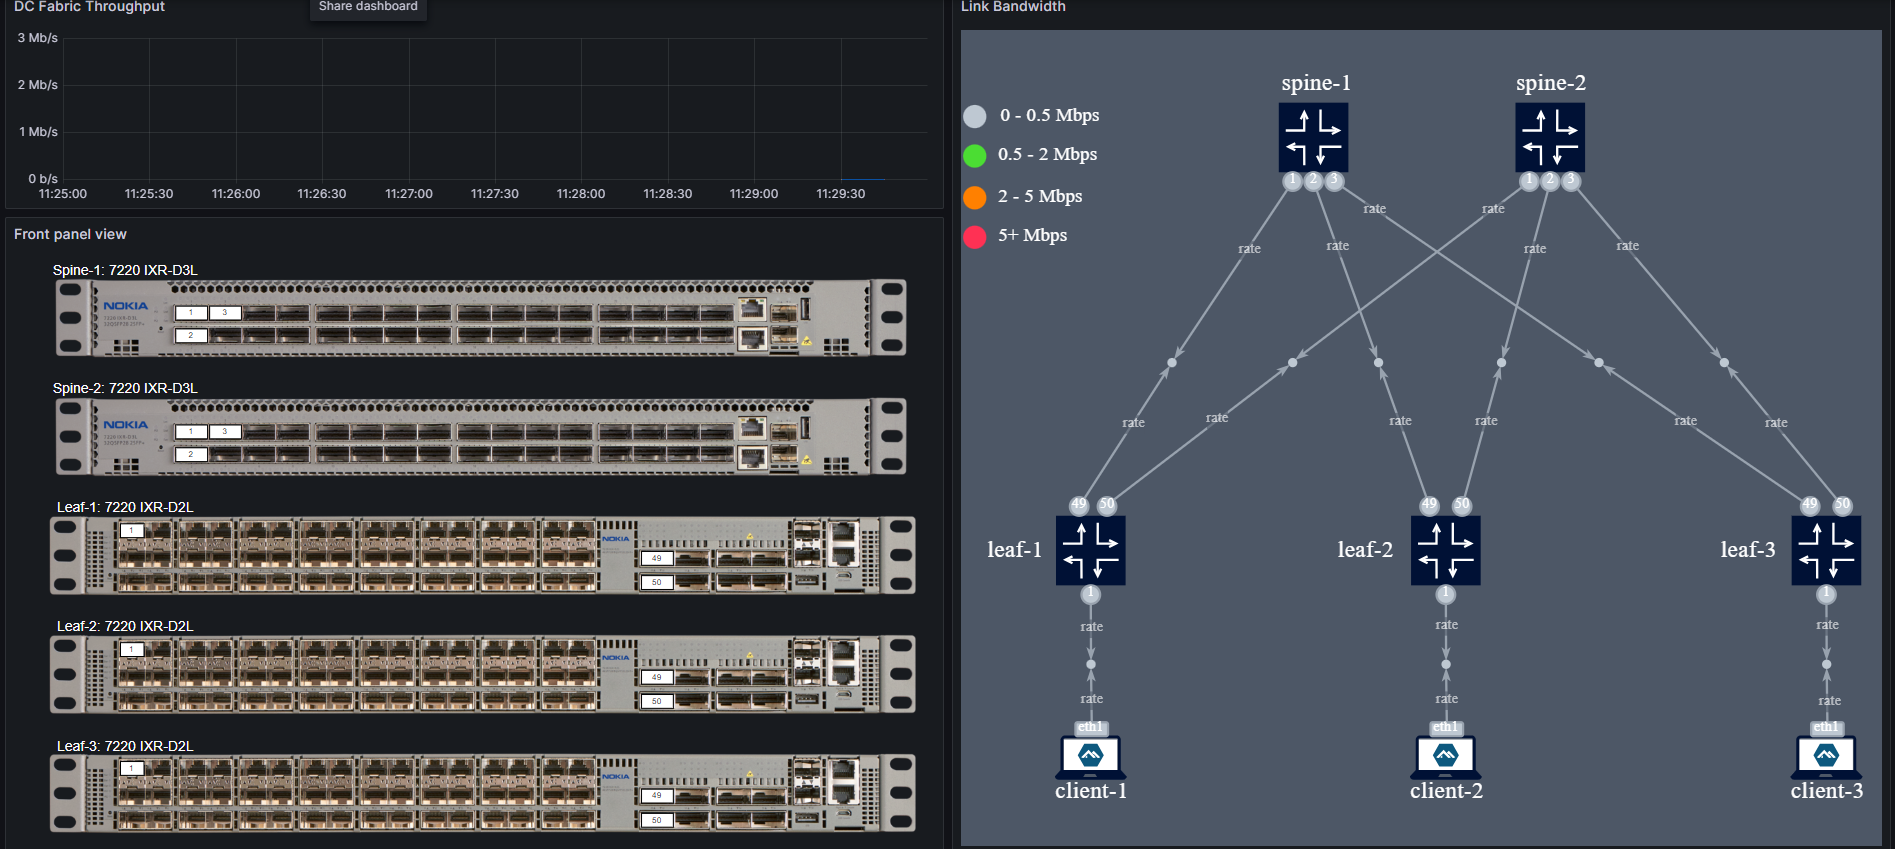 DC Fabric Throughput
Share dashboard
3 Mb/s
2 Mb/s
1 Mb/s
0 b/s
11:25:00 11:25:30 11:26:00 11:26:30 11:27:00 11:27:30 11:28:00 11:28:30 11:29:00 11:29:30
Front panel view
Spine-1: 7220 IXR-D3L
NOKIA
1 3
2
Spine-2: 7220 IXR-D3L
NOKIA
1 3
2
Leaf-1: 7220 IXR-D2L
1
NOKIA
49
50
Leaf-2: 7220 IXR-D2L
1
NOKIA
49
50
Leaf-3: 7220 IXR-D2L
1
NOKIA
49
50
Link Bandwidth
spine-1 spine-2
0 - 0.5 Mbps
0.5 - 2 Mbps
2 - 5 Mbps
5+ Mbps
1 2 3 1 2 3
rate rate
rate rate rate rate
rate rate rate rate rate rate
49 50 49 50 49 50
leaf-1 leaf-2 leaf-3
1 1 1
rate rate rate
rate rate rate
eth1 eth1 eth1
client-1 client-2 client-3